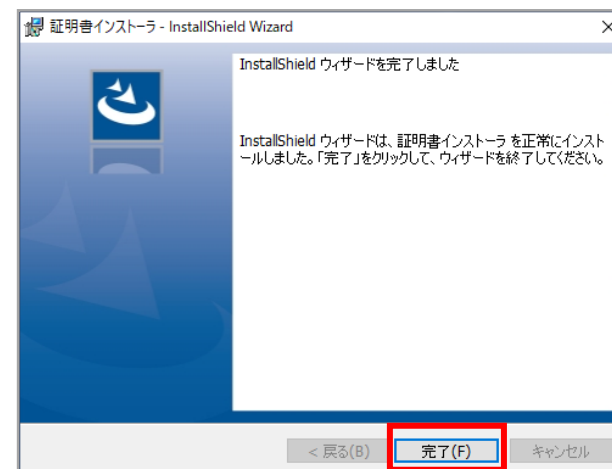 証明書インストーラ - InstallShield Wizard
InstallShield ウィザードを完了しました
InstallShield ウィザードは、証明書インストーラ を正常にインスト
ールしました。「完了」をクリックして、ウィザードを終了してください。
< 戻る(B) 完了(F) キャンセル